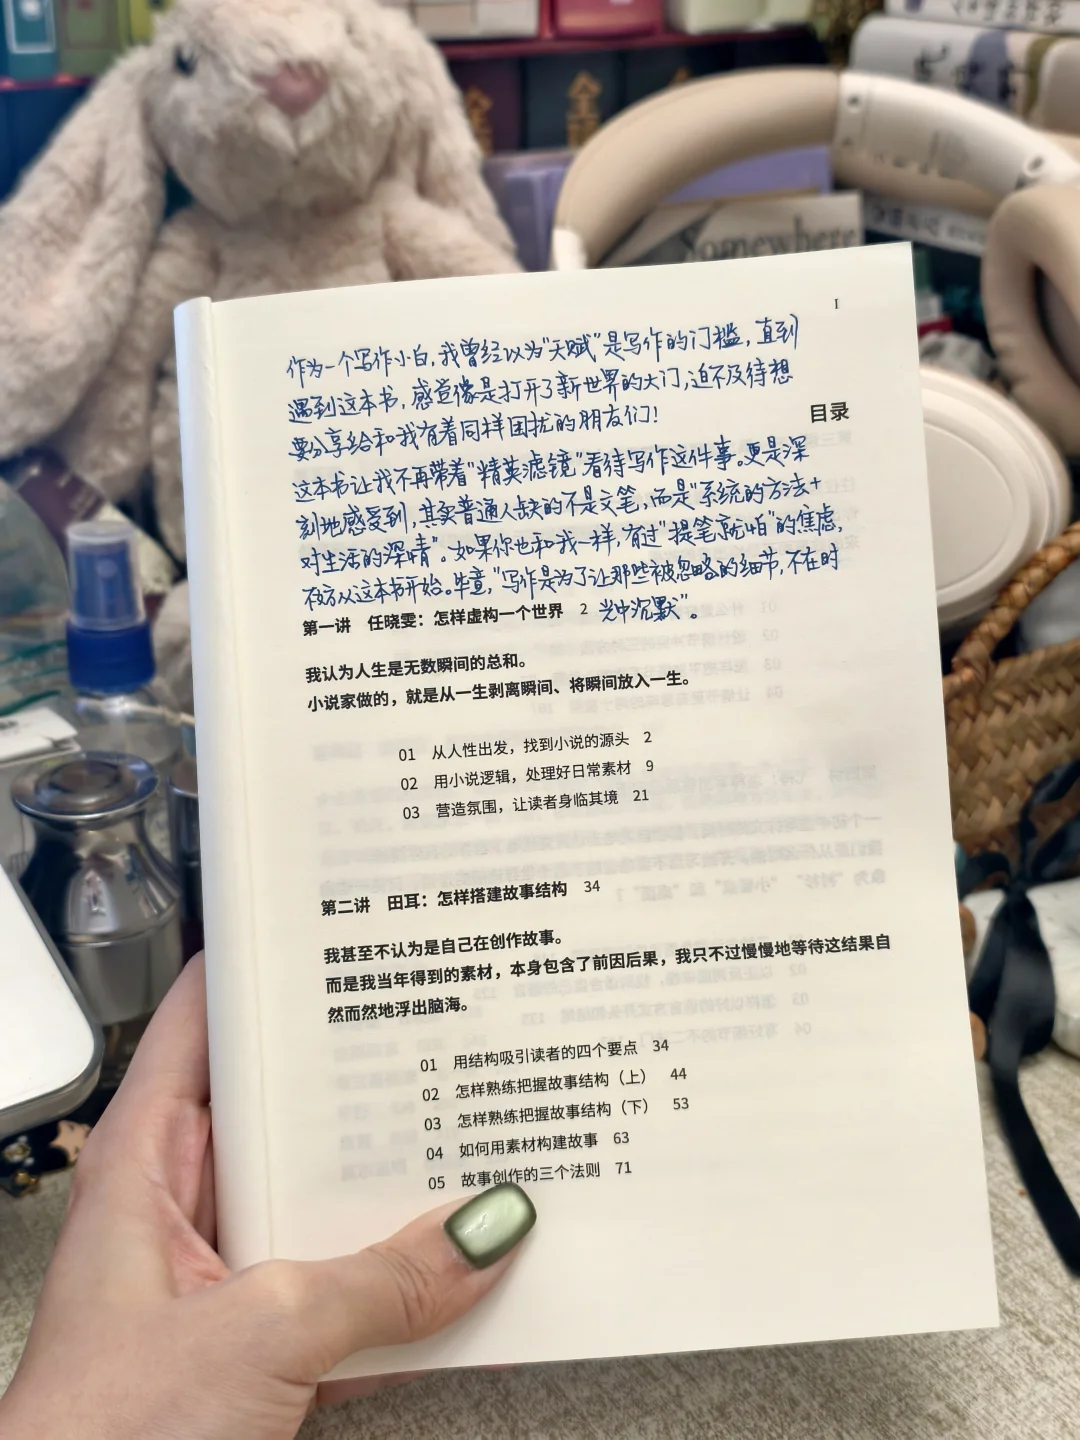 Somewhere
I
作为一个写作小白，我曾经以为"天赋"是写作的门槛，直到
遇到这本书，感觉像是打开了新世界的大门，迫不及待想
要分享给和我有着同样困扰的朋友们！
目录
这本书让我不再带着"精英滤镜"看待写作这件事。更是深
刻地感受到，其实普通人缺的不是文笔，而是"系统的方法+
对生活的深情"。如果你也和我一样，有过"提笔就怕"的焦虑，
不妨从这本书开始。毕竟，"写作是为了让那些被忽略的细节，不在时
光中沉默"。
第一讲 任晓雯：怎样虚构一个世界 2
我认为人生是无数瞬间的总和。
小说家做的，就是从一生剥离瞬间、将瞬间放入一生。
01 从人性出发，找到小说的源头 2
02 用小说逻辑，处理好日常素材 9
03 营造氛围，让读者身临其境 21
第二讲 田耳：怎样搭建故事结构 34
我甚至不认为是自己在创作故事。
而是我当年得到的素材，本身包含了前因后果，我只不过慢慢地等待这结果自
然而然地浮出脑海。
01 用结构吸引读者的四个要点 34
02 怎样熟练把握故事结构（上） 44
03 怎样熟练把握故事结构（下） 53
04 如何用素材构建故事 63
05 故事创作的三个法则 71